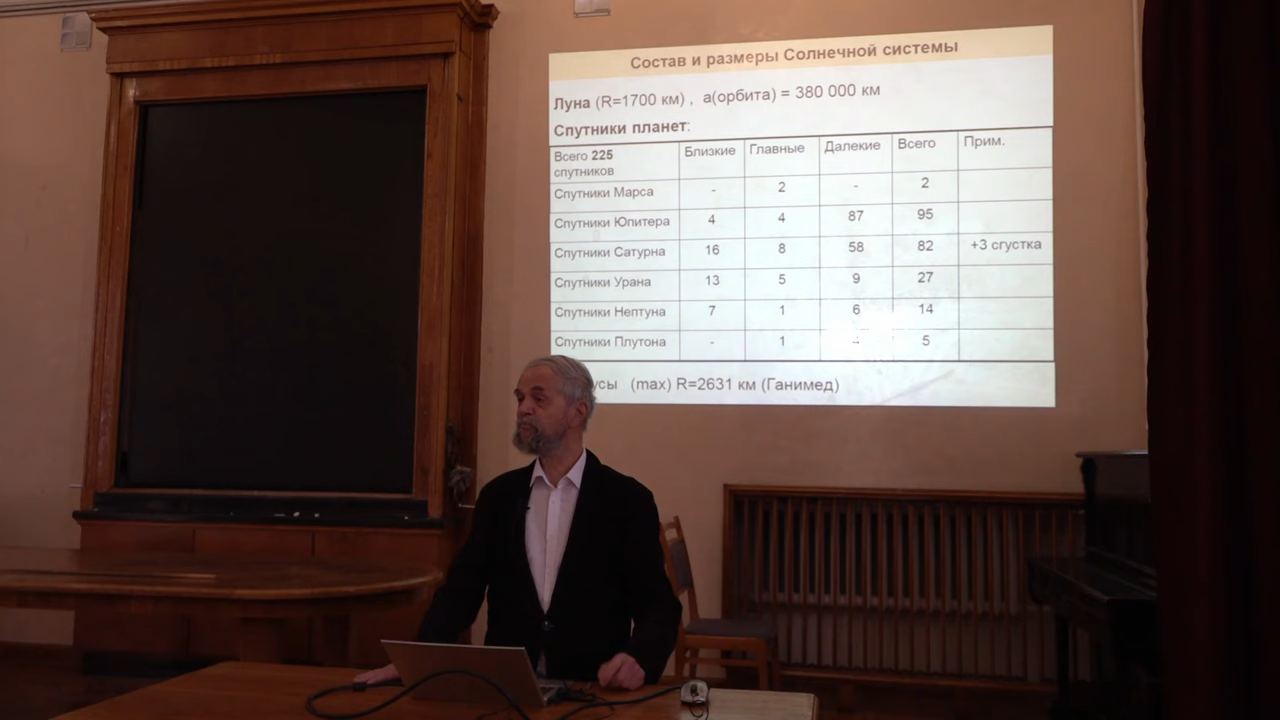 Состав и размеры Солнечной системы
Луна (R=1700 км) , а(орбита) = 380 000 км
Спутники планет:
Всего 225 спутников Близкие Главные Далекие Всего Прим.
Спутники Марса - 2 - 2
Спутники Юпитера 4 4 87 95
Спутники Сатурна 16 8 58 82 +3 сгустка
Спутники Урана 13 5 9 27
Спутники Нептуна 7 1 6 14
Спутники Плутона - 1 4 5
(max) R=2631 км (Ганимед)